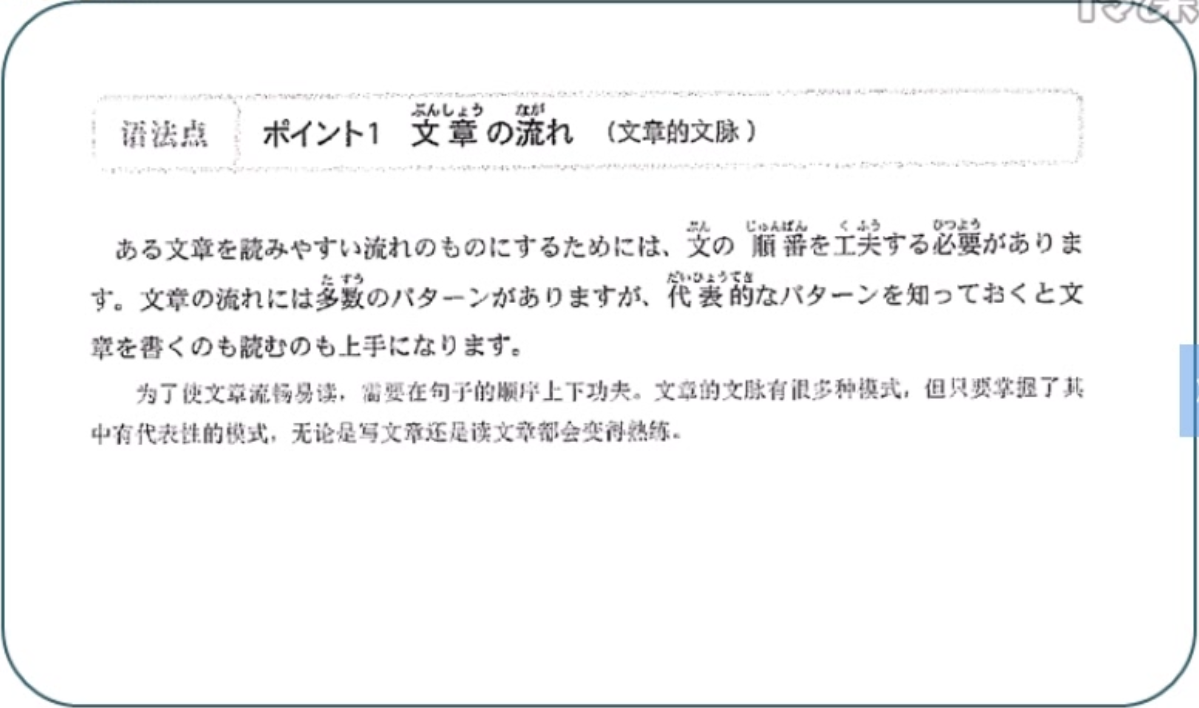 语法点 ポイント1 文章の流れ (文章的文脉)
ぶんしょう なが
ある文章を読みやすい流れのものにするためには、文の順番を工夫する必要がありま
ぶん じゅんばん くふう ひつよう
す。文章の流れには多数のパターンがありますが、代表的なパターンを知っておくと文
たすう だいひょうてき
章を書くのも読むのも上手になります。
为了使文章流畅易读，需要在句子的顺序上下功夫。文章的文脉有很多种模式，但只要掌握了其
中有代表性的模式，无论是写文章还是读文章都会变得熟练。